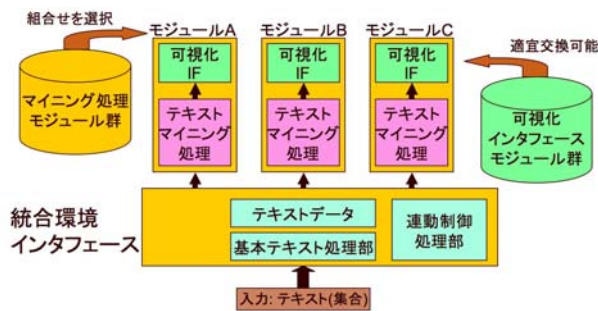 組合せを選択
モジュールA
モジュールB
モジュールC
適宜交換可能
可視化
IF
可視化
IF
可視化
IF
マイニング処理
モジュール群
テキスト
マイニング
処理
テキスト
マイニング
処理
テキスト
マイニング
処理
可視化
インタフェース
モジュール群
統合環境
インタフェース
テキストデータ
基本テキスト処理部
連動制御
処理部
入力: テキスト(集合)